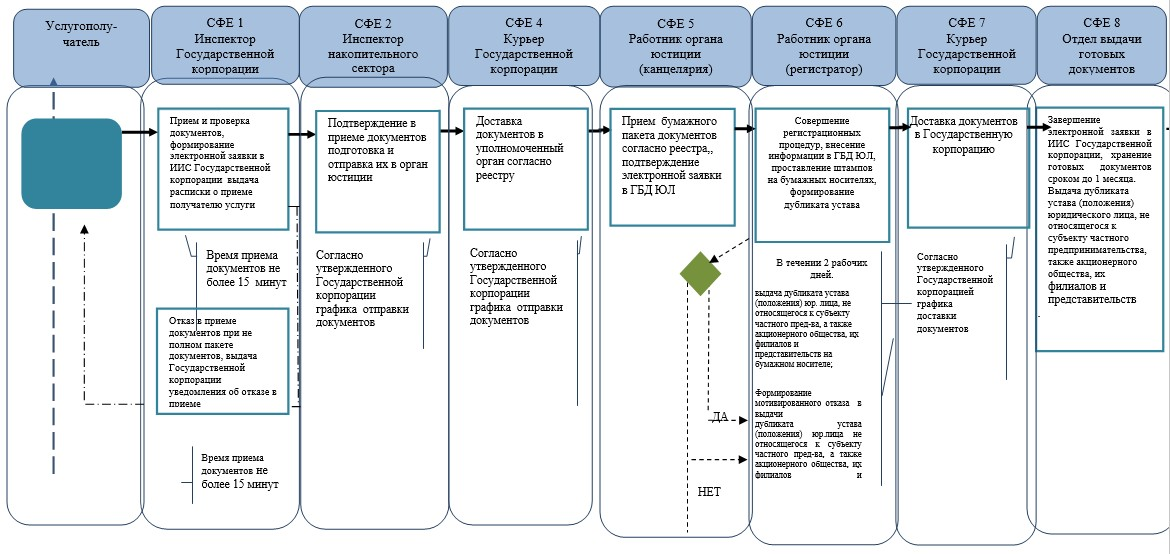 Услугополу-
чатель
СФЕ 1
Инспектор
Государственной
корпорации
СФЕ 2
Инспектор
накопительного
сектора
СФЕ 4
Курьер
Государственной
корпорации
СФЕ 5
Работник органа
юстиции
(канцелярия)
СФЕ 6
Работник органа
юстиции
(регистратор)
СФЕ 7
Курьер
Государственной
корпорации
СФЕ 8
Отдел выдачи
готовых
документов
Прием и проверка
документов,
формирование
электронной заявки в
ИИС Государственной
корпорации выдача
расписки о приеме
получателю услуги
Время приема
документов не
более 15 минут
Отказ в приеме
документов при не
полном пакете
документов, выдача
Государственной
корпорации
уведомления об отказе в
приеме
Время приема
документов не
более 15 минут
Подтверждение в
приеме документов
подготовка и
отправка их в орган
юстиции
Согласно
утвержденного
Государственной
корпорации
графика отправки
документов
Доставка
документов в
уполномоченный
орган согласно
реестру
Согласно
утвержденного
Государственной
корпорации
графика отправки
документов
Прием бумажного
пакета документов
согласно реестра,,
подтверждение
электронной заявки
в ГБД ЮЛ
ДА
НЕТ
Совершение
регистрационных
процедур, внесение
информации в ГБД ЮЛ,
проставление штампов
на бумажных носителях,
формирование
дубликата устава
В течении 2 рабочих
дней.
выдача дубликата устава
(положения) юр. лица, не
относящегося к субъекту
частного пред-ва, а также
акционерного общества, их
филиалов и
представительств на
бумажном носителе;
Формирование
мотивированного отказа в
выдачи
дубликата устава
(положения) юр.лица не
относящегося к субъекту
частного пред-ва, а также
акционерного общества, их
филиалов и
Доставка документов
в Государственную
корпорацию
Согласно
утвержденного
Государственной
корпорацией
графика
доставки
документов
Завершение
электронной заявки в
ИИС Государственной
корпорации, хранение
готовых документов
сроком до 1 месяца.
Выдача дубликата
устава (положения)
юридического лица, не
относящегося к
субъекту частного
предпринимательства,
также акционерного
общества, их
филиалов и
представительств
.